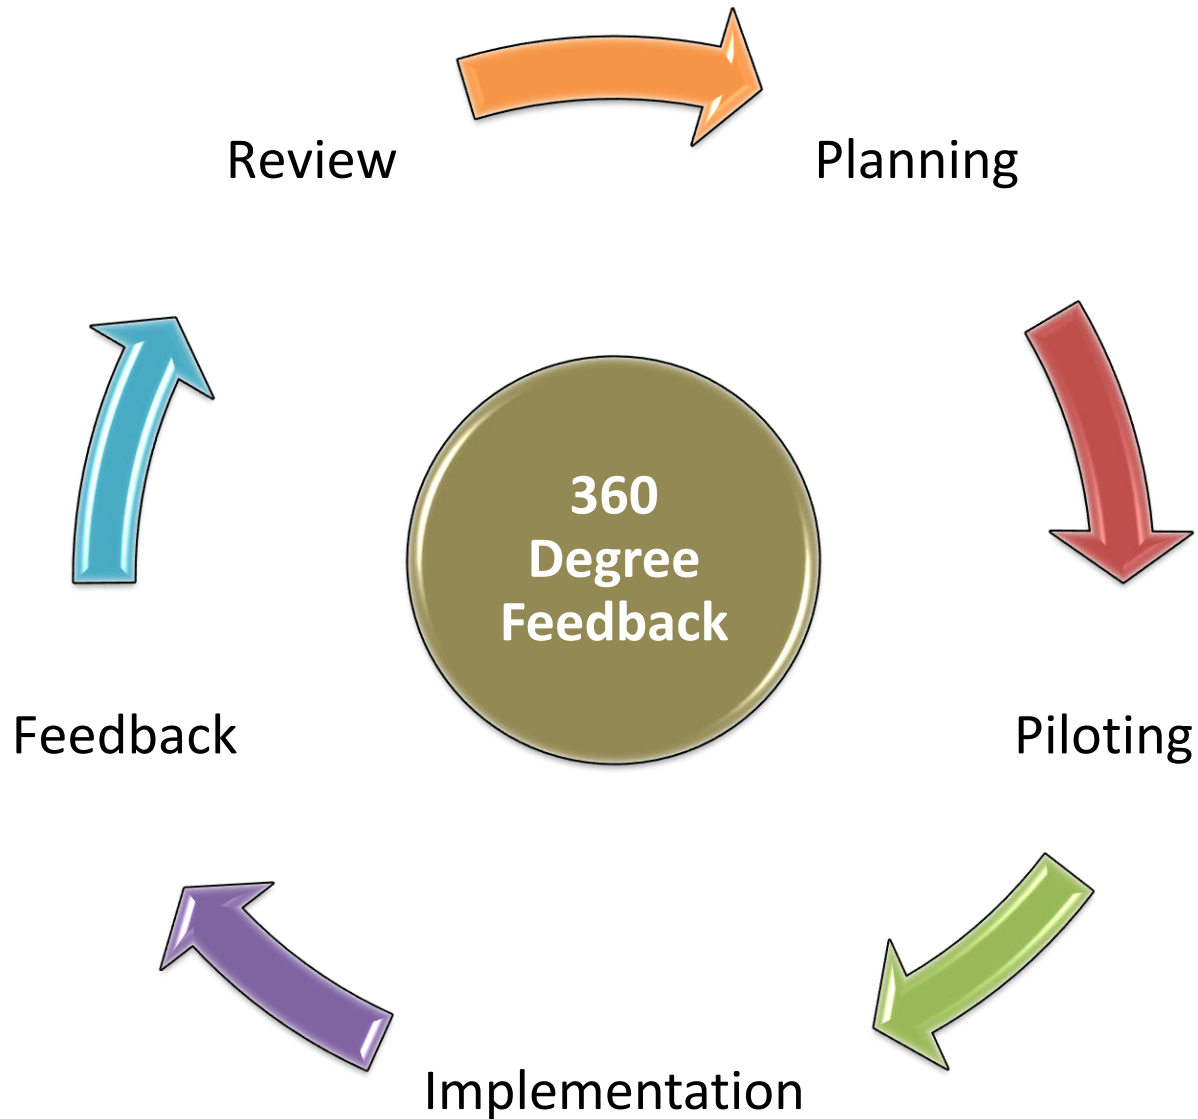 Review
Planning
360
Degree
Feedback
Feedback
Piloting
Implementation